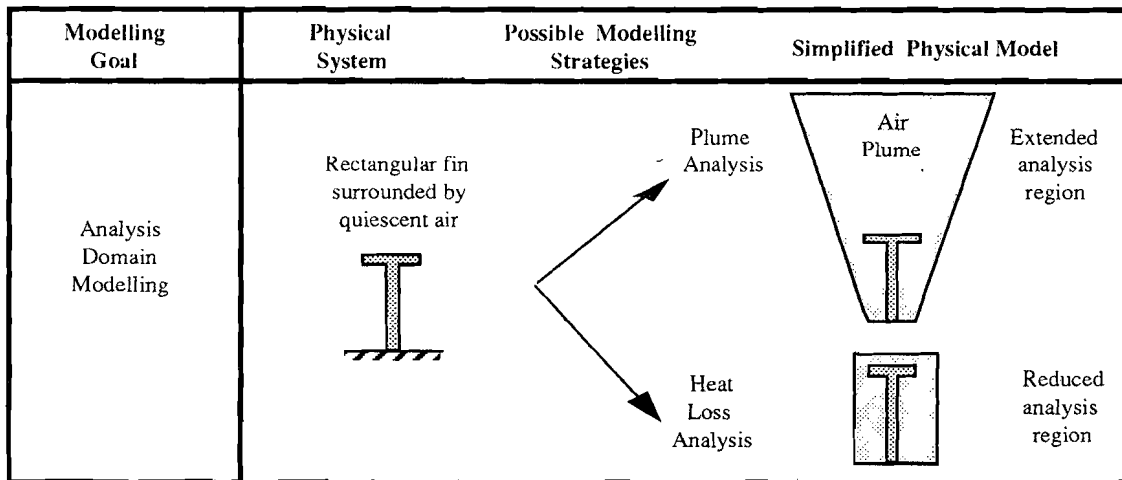 Modelling
Goal
Physical
System
Possible Modelling
Strategies
Simplified Physical Model
Analysis
Domain
Modelling
Rectangular fin
surrounded by
quiescent air
Plume
Analysis
Air
Plume
Extended
analysis
region
Heat
Loss
Analysis
Reduced
analysis
region